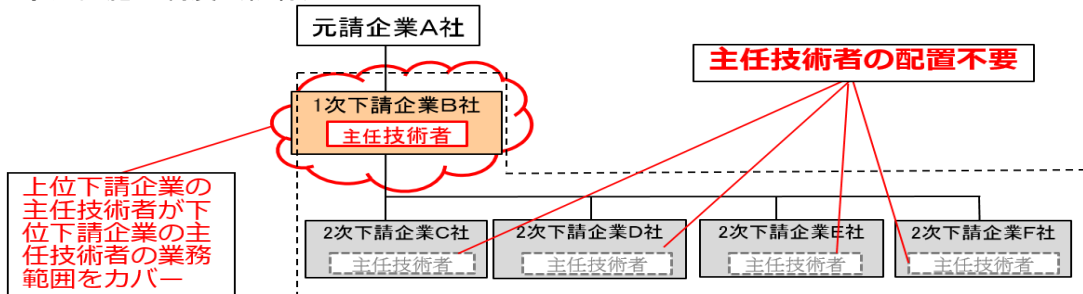 元請企業A社
主任技術者の配置不要
1次下請企業B社
主任技術者
上位下請企業の
主任技術者が下
位下請企業の主
任技術者の業務
範囲をカバー
2次下請企業C社
主任技術者
2次下請企業D社
主任技術者
2次下請企業E社
主任技術者
2次下請企業F社
主任技術者